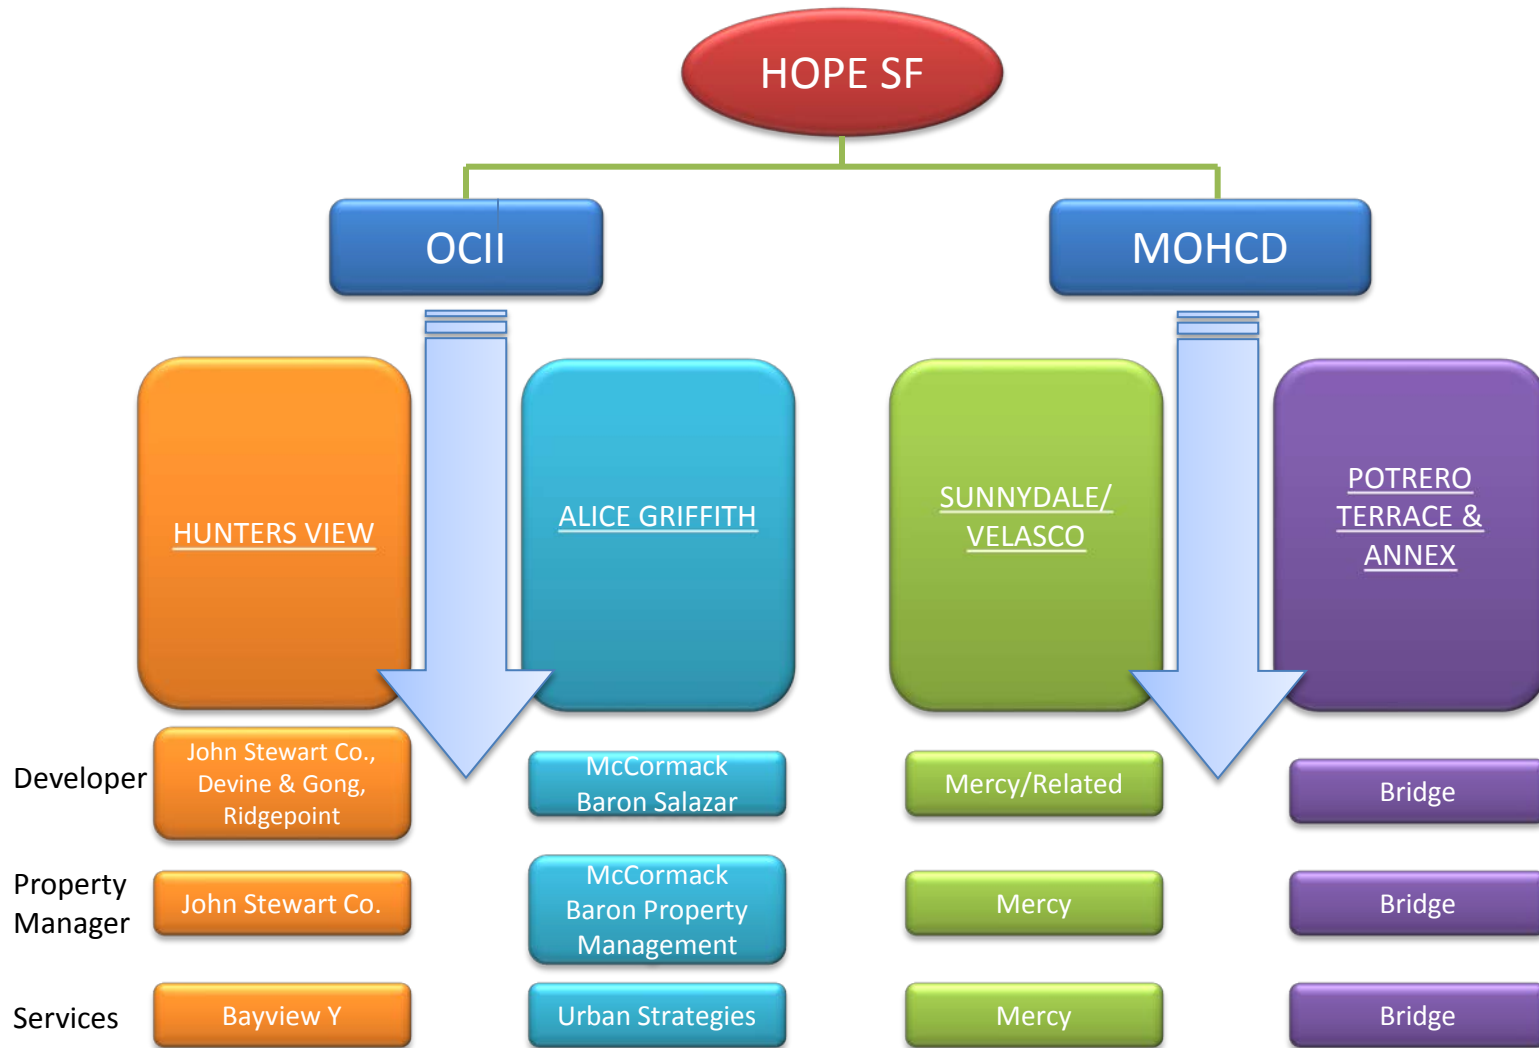 HOPE SF
OCII
MOHCD
HUNTERS VIEW
ALICE GRIFFITH
SUNNYDALE/
VELASCO
POTRERO
TERRACE &
ANNEX
Developer
John Stewart Co.,
Devine & Gong,
Ridgepoint
McCormack
Baron Salazar
Mercy/Related
Bridge
Property
Manager
John Stewart Co.
McCormack
Baron Property
Management
Mercy
Bridge
Services
Bayview Y
Urban Strategies
Mercy
Bridge